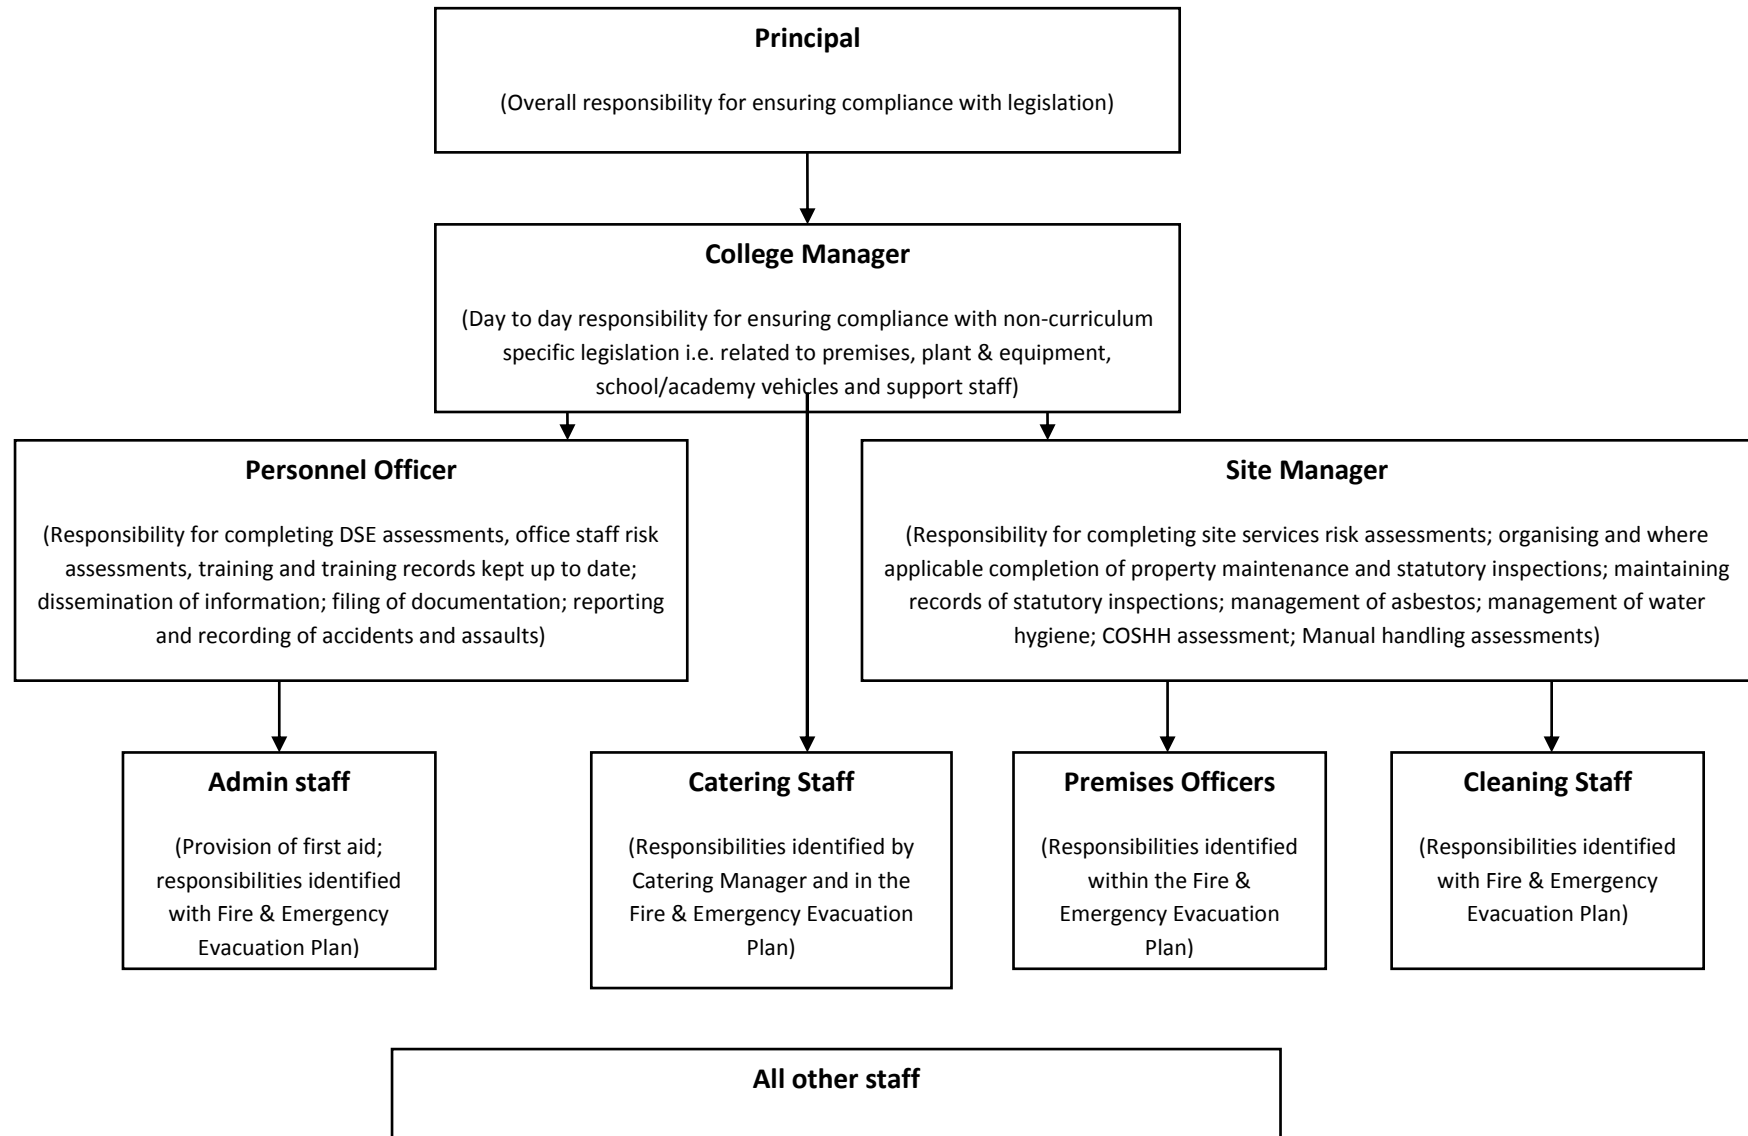 Principal
(Overall responsibility for ensuring compliance with legislation)
College Manager
(Day to day responsibility for ensuring compliance with non-curriculum
specific legislation i.e. related to premises, plant & equipment,
school/academy vehicles and support staff)
Personnel Officer
(Responsibility for completing DSE assessments, office staff risk
assessments, training and training records kept up to date;
dissemination of information; filing of documentation; reporting
and recording of accidents and assaults)
Site Manager
(Responsibility for completing site services risk assessments; organising and where
applicable completion of property maintenance and statutory inspections; maintaining
records of statutory inspections; management of asbestos; management of water
hygiene; COSHH assessment; Manual handling assessments)
Admin staff
(Provision of first aid;
responsibilities identified
with Fire & Emergency
Evacuation Plan)
Catering Staff
(Responsibilities identified by
Catering Manager and in the
Fire & Emergency Evacuation
Plan)
Premises Officers
(Responsibilities identified
within the Fire &
Emergency Evacuation
Plan)
Cleaning Staff
(Responsibilities identified
with Fire & Emergency
Evacuation Plan)
All other staff